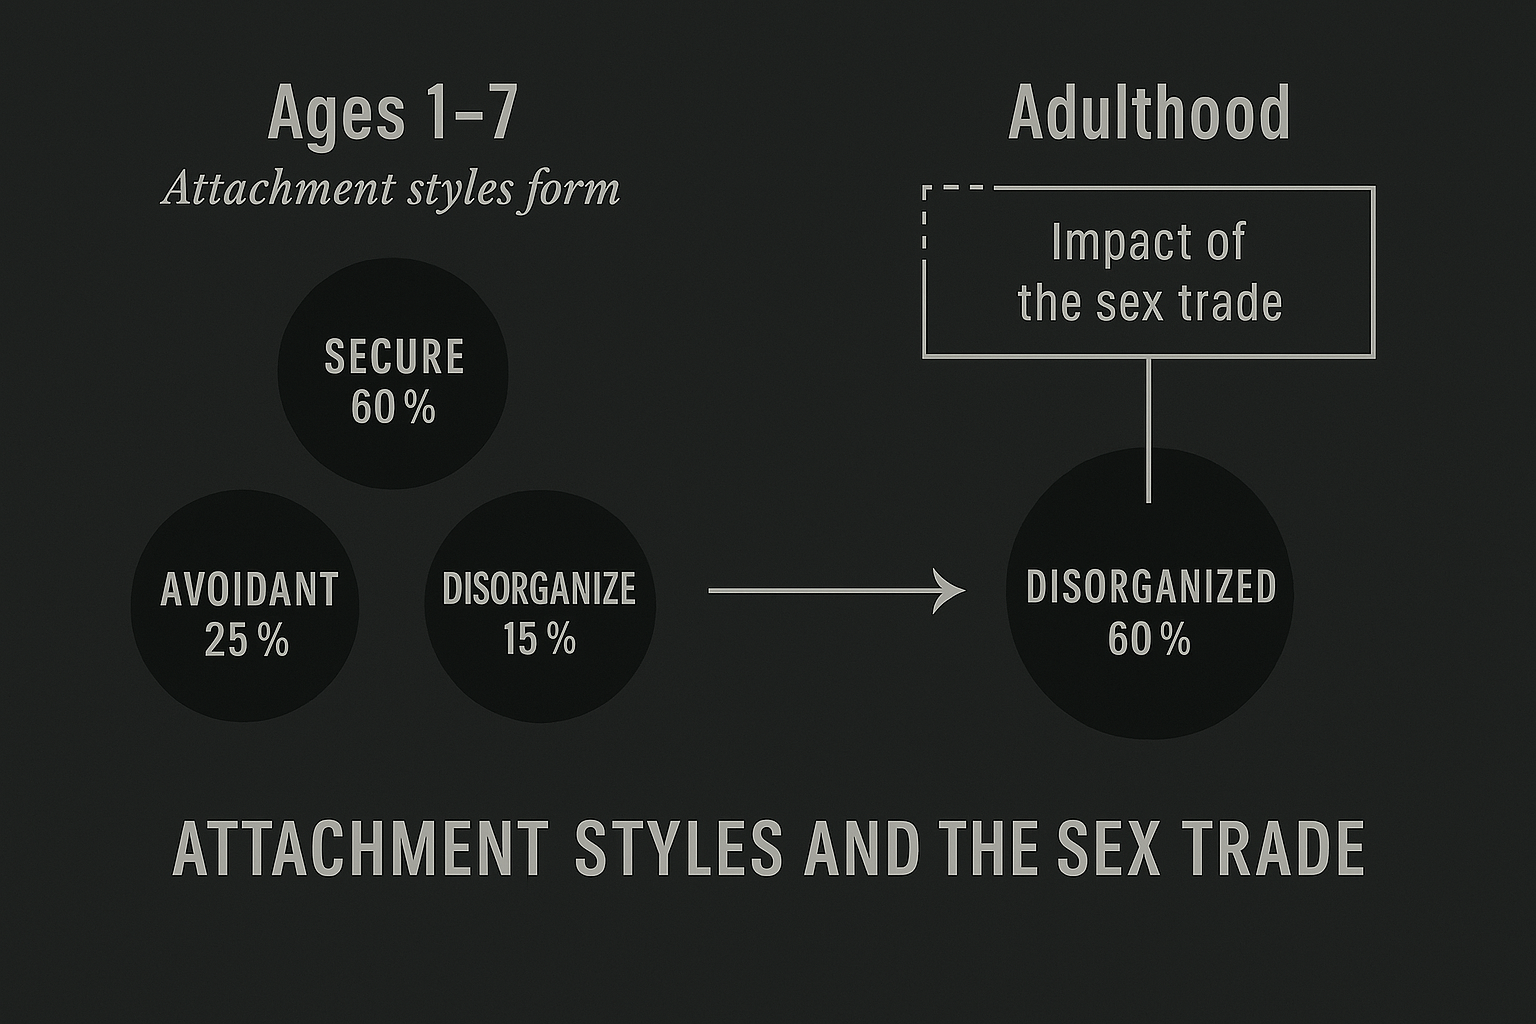 Ages 1–7
Attachment styles form
SECURE
60 %
AVOIDANT
25 %
DISORGANIZE
15 %
Adulthood
Impact of
the sex trade
DISORGANIZED
60 %
ATTACHMENT STYLES AND THE SEX TRADE